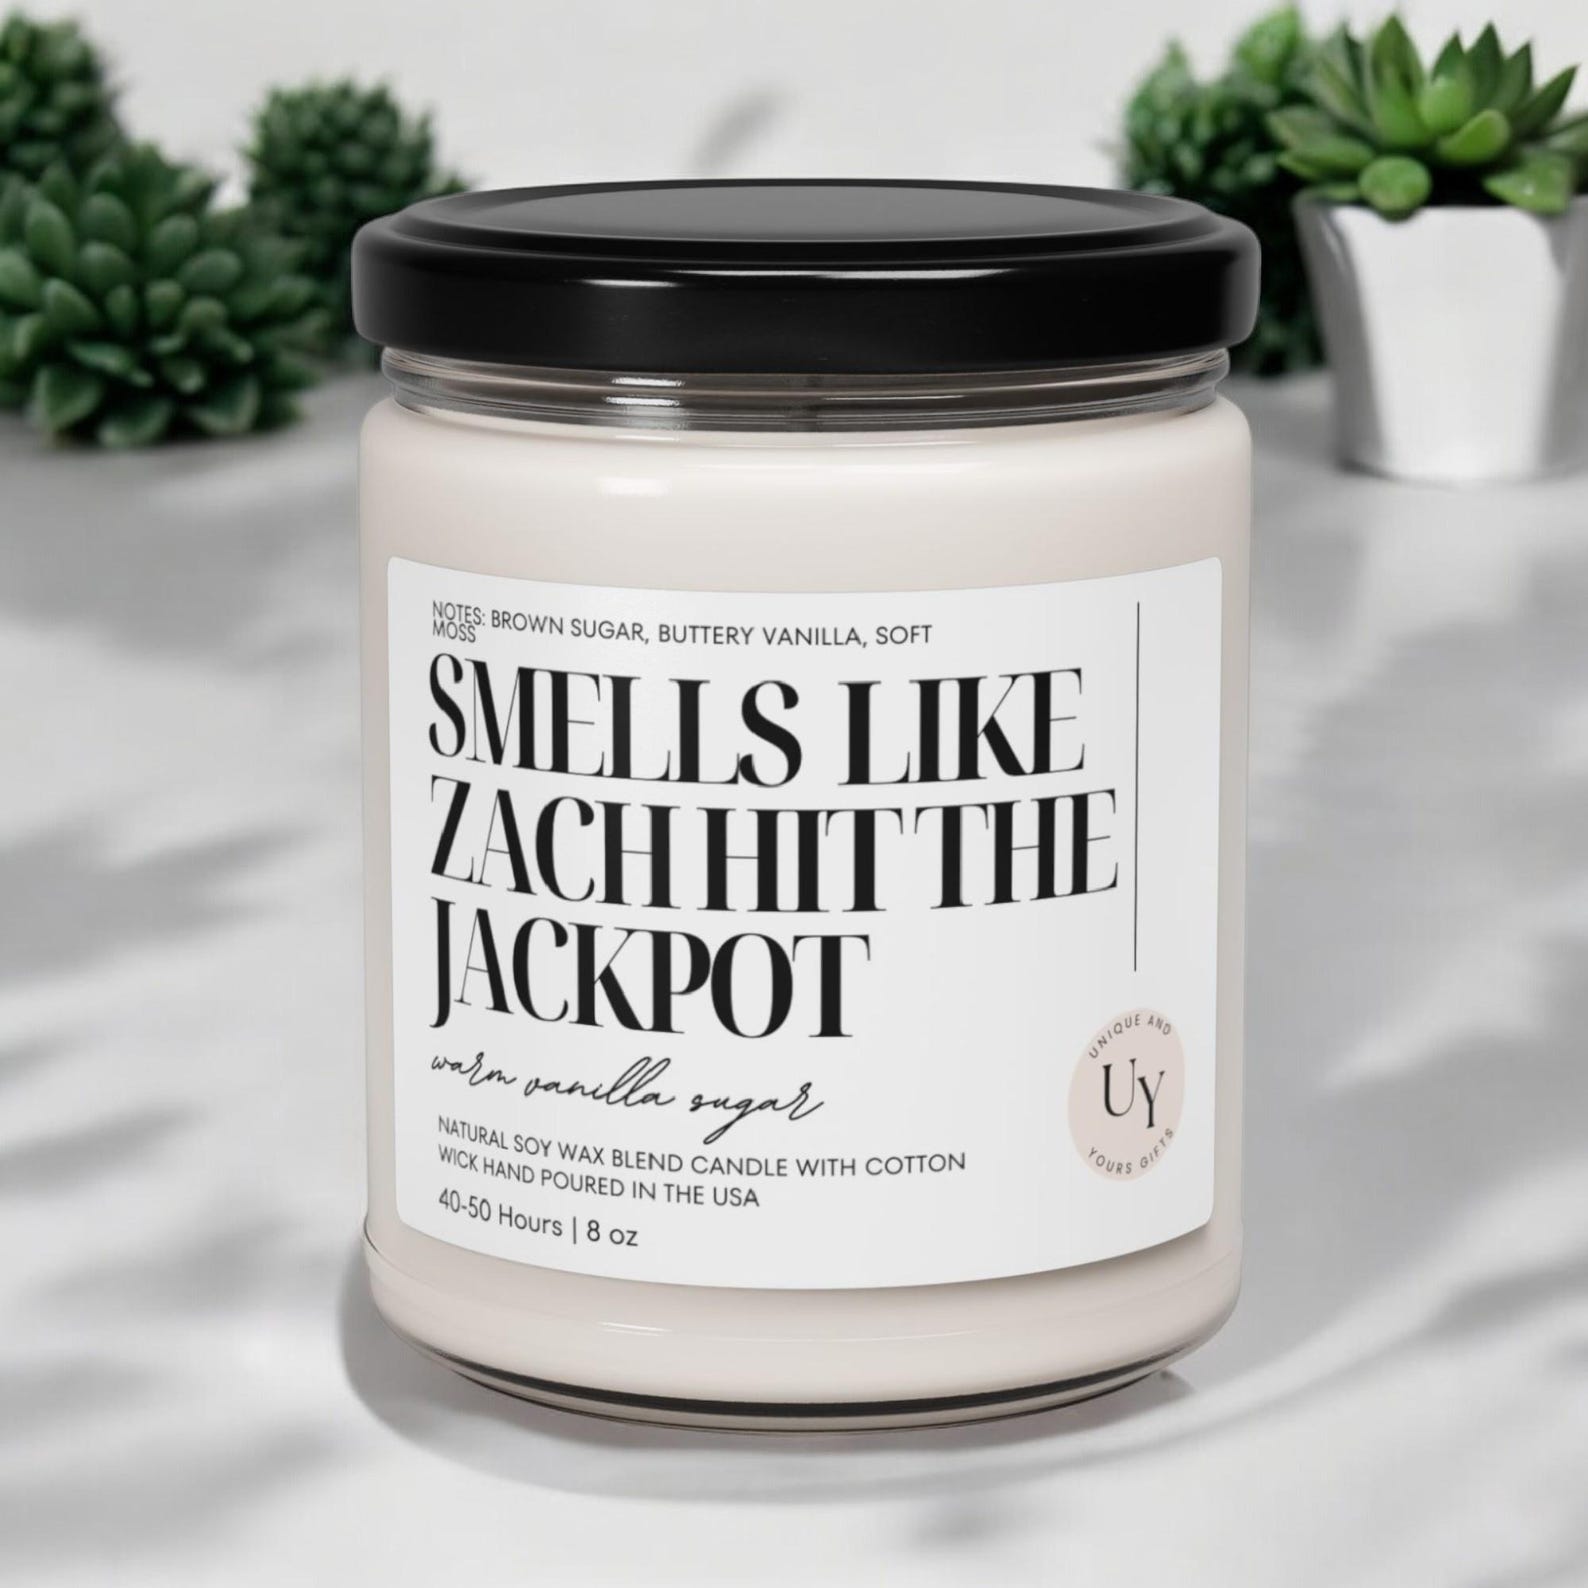 NOTES: BROWN SUGAR, BUTTERY VANILLA, SOFT
MOSS
SMELLS LIKE
ZACH HIT THE
JACKPOT
warm vanilla sugar
NATURAL SOY WAX BLEND CANDLE WITH COTTON
WICK HAND POURED IN THE USA
40-50 Hours | 8 oz
UNIQUE AND
UY
YOURS GIFTS